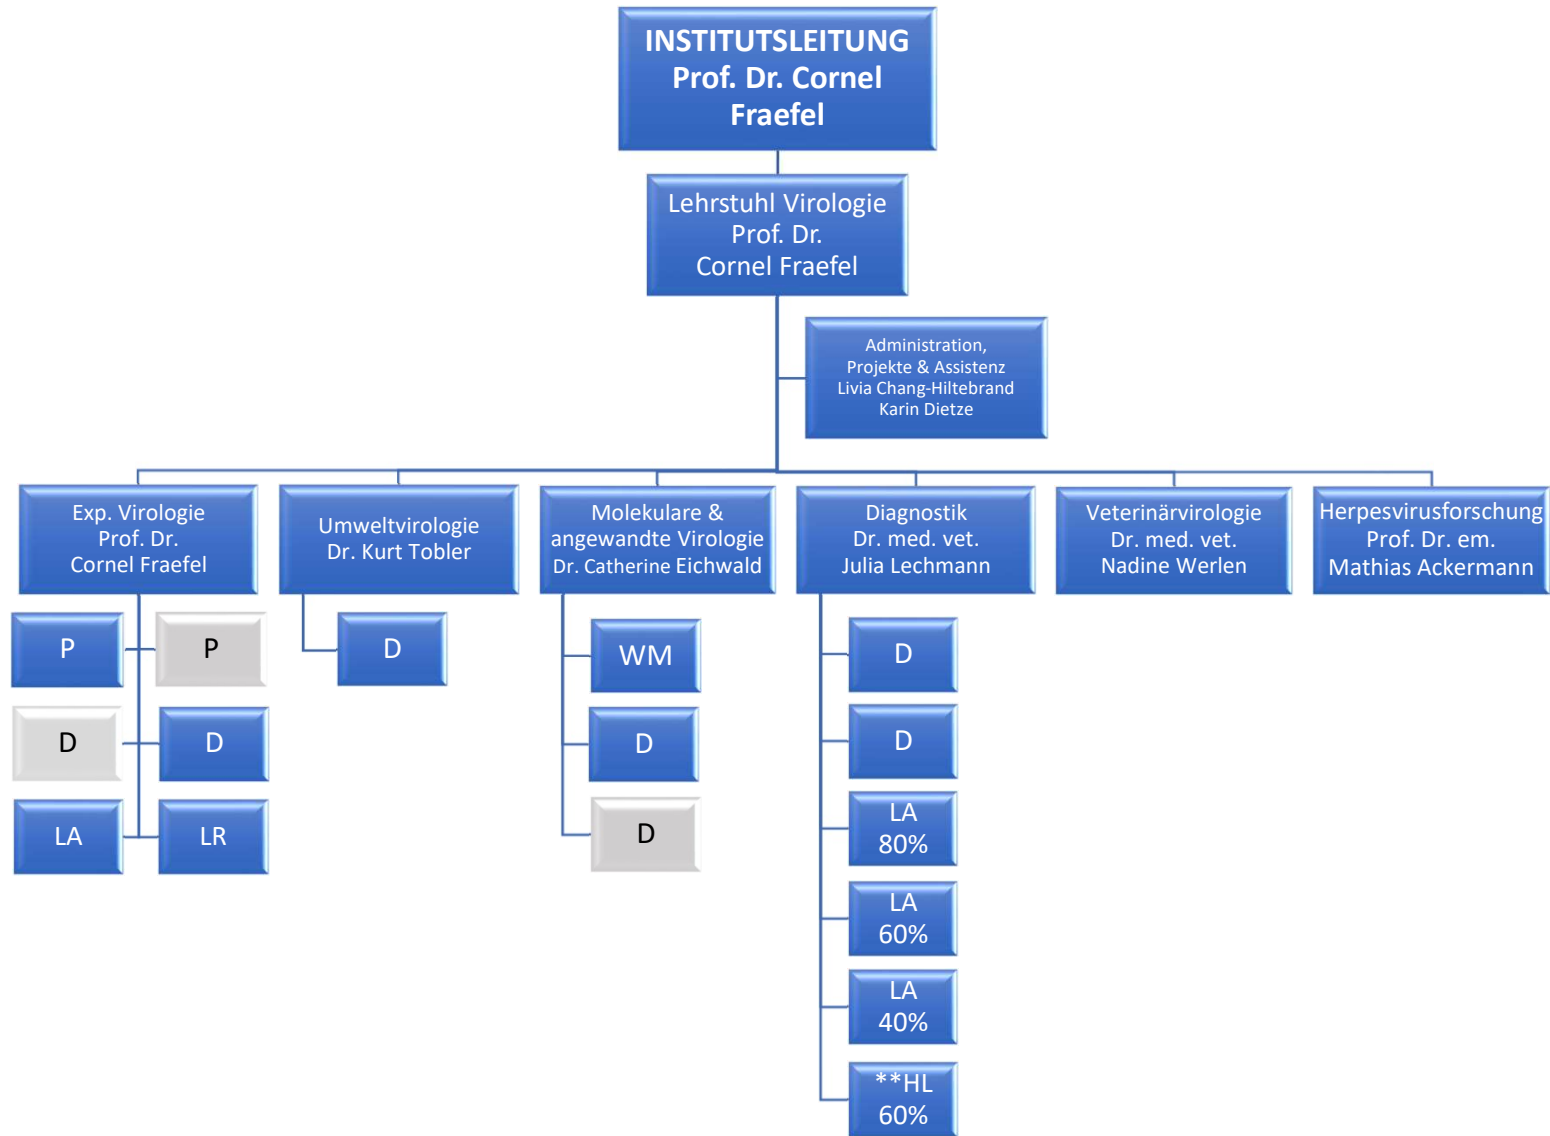 INSTITUTSLEITUNG
Prof. Dr. Cornel
Fraefel
Lehrstuhl Virologie
Prof. Dr.
Cornel Fraefel
Administration,
Projekte & Assistenz
Livia Chang-Hiltebrand
Karin Dietze
Exp. Virologie
Prof. Dr.
Cornel Fraefel
Umweltvirologie
Dr. Kurt Tobler
Molekulare &
angewandte Virologie
Dr. Catherine Eichwald
Diagnostik
Dr. med. vet.
Julia Lechmann
Veterinärvirologie
Dr. med. vet.
Nadine Werlen
Herpesvirusforschung
Prof. Dr. em.
Mathias Ackermann
P
P
D
D
LA
LR
D
WM
D
D
D
D
LA
80%
LA
60%
LA
40%
**HL
60%